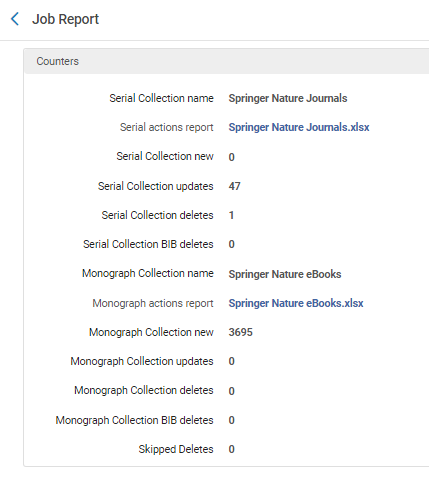 Job Report
Counters
Serial Collection name Springer Nature Journals
Serial actions report Springer Nature Journals.xlsx
Serial Collection new 0
Serial Collection updates 47
Serial Collection deletes 1
Serial Collection BIB deletes 0
Monograph Collection name Springer Nature eBooks
Monograph actions report Springer Nature eBooks.xlsx
Monograph Collection new 3695
Monograph Collection updates 0
Monograph Collection deletes 0
Monograph Collection BIB deletes 0
Skipped Deletes 0